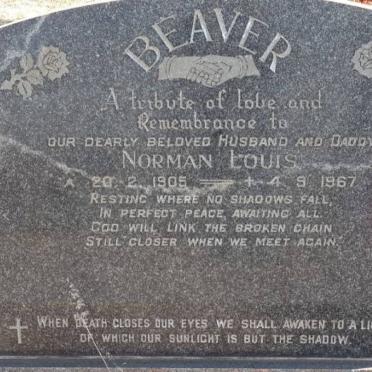 BEAVER
A tribute of love and
Remembrance to
OUR DEARLY BELOVED HUSBAND AND DADDY
NORMAN LOUIS
20. 2. 1905 — + 4. 9. 1967
RESTING WHERE NO SHADOWS FALL,
IN PERFECT PEACE, AWAITING ALL.
GOD WILL LINK THE BROKEN CHAIN
STILL CLOSER WHEN WE MEET AGAIN.
WHEN DEATH CLOSES OUR EYES WE SHALL AWAKEN TO A LI
OF WHICH OUR SUNLIGHT IS BUT THE SHADOW.